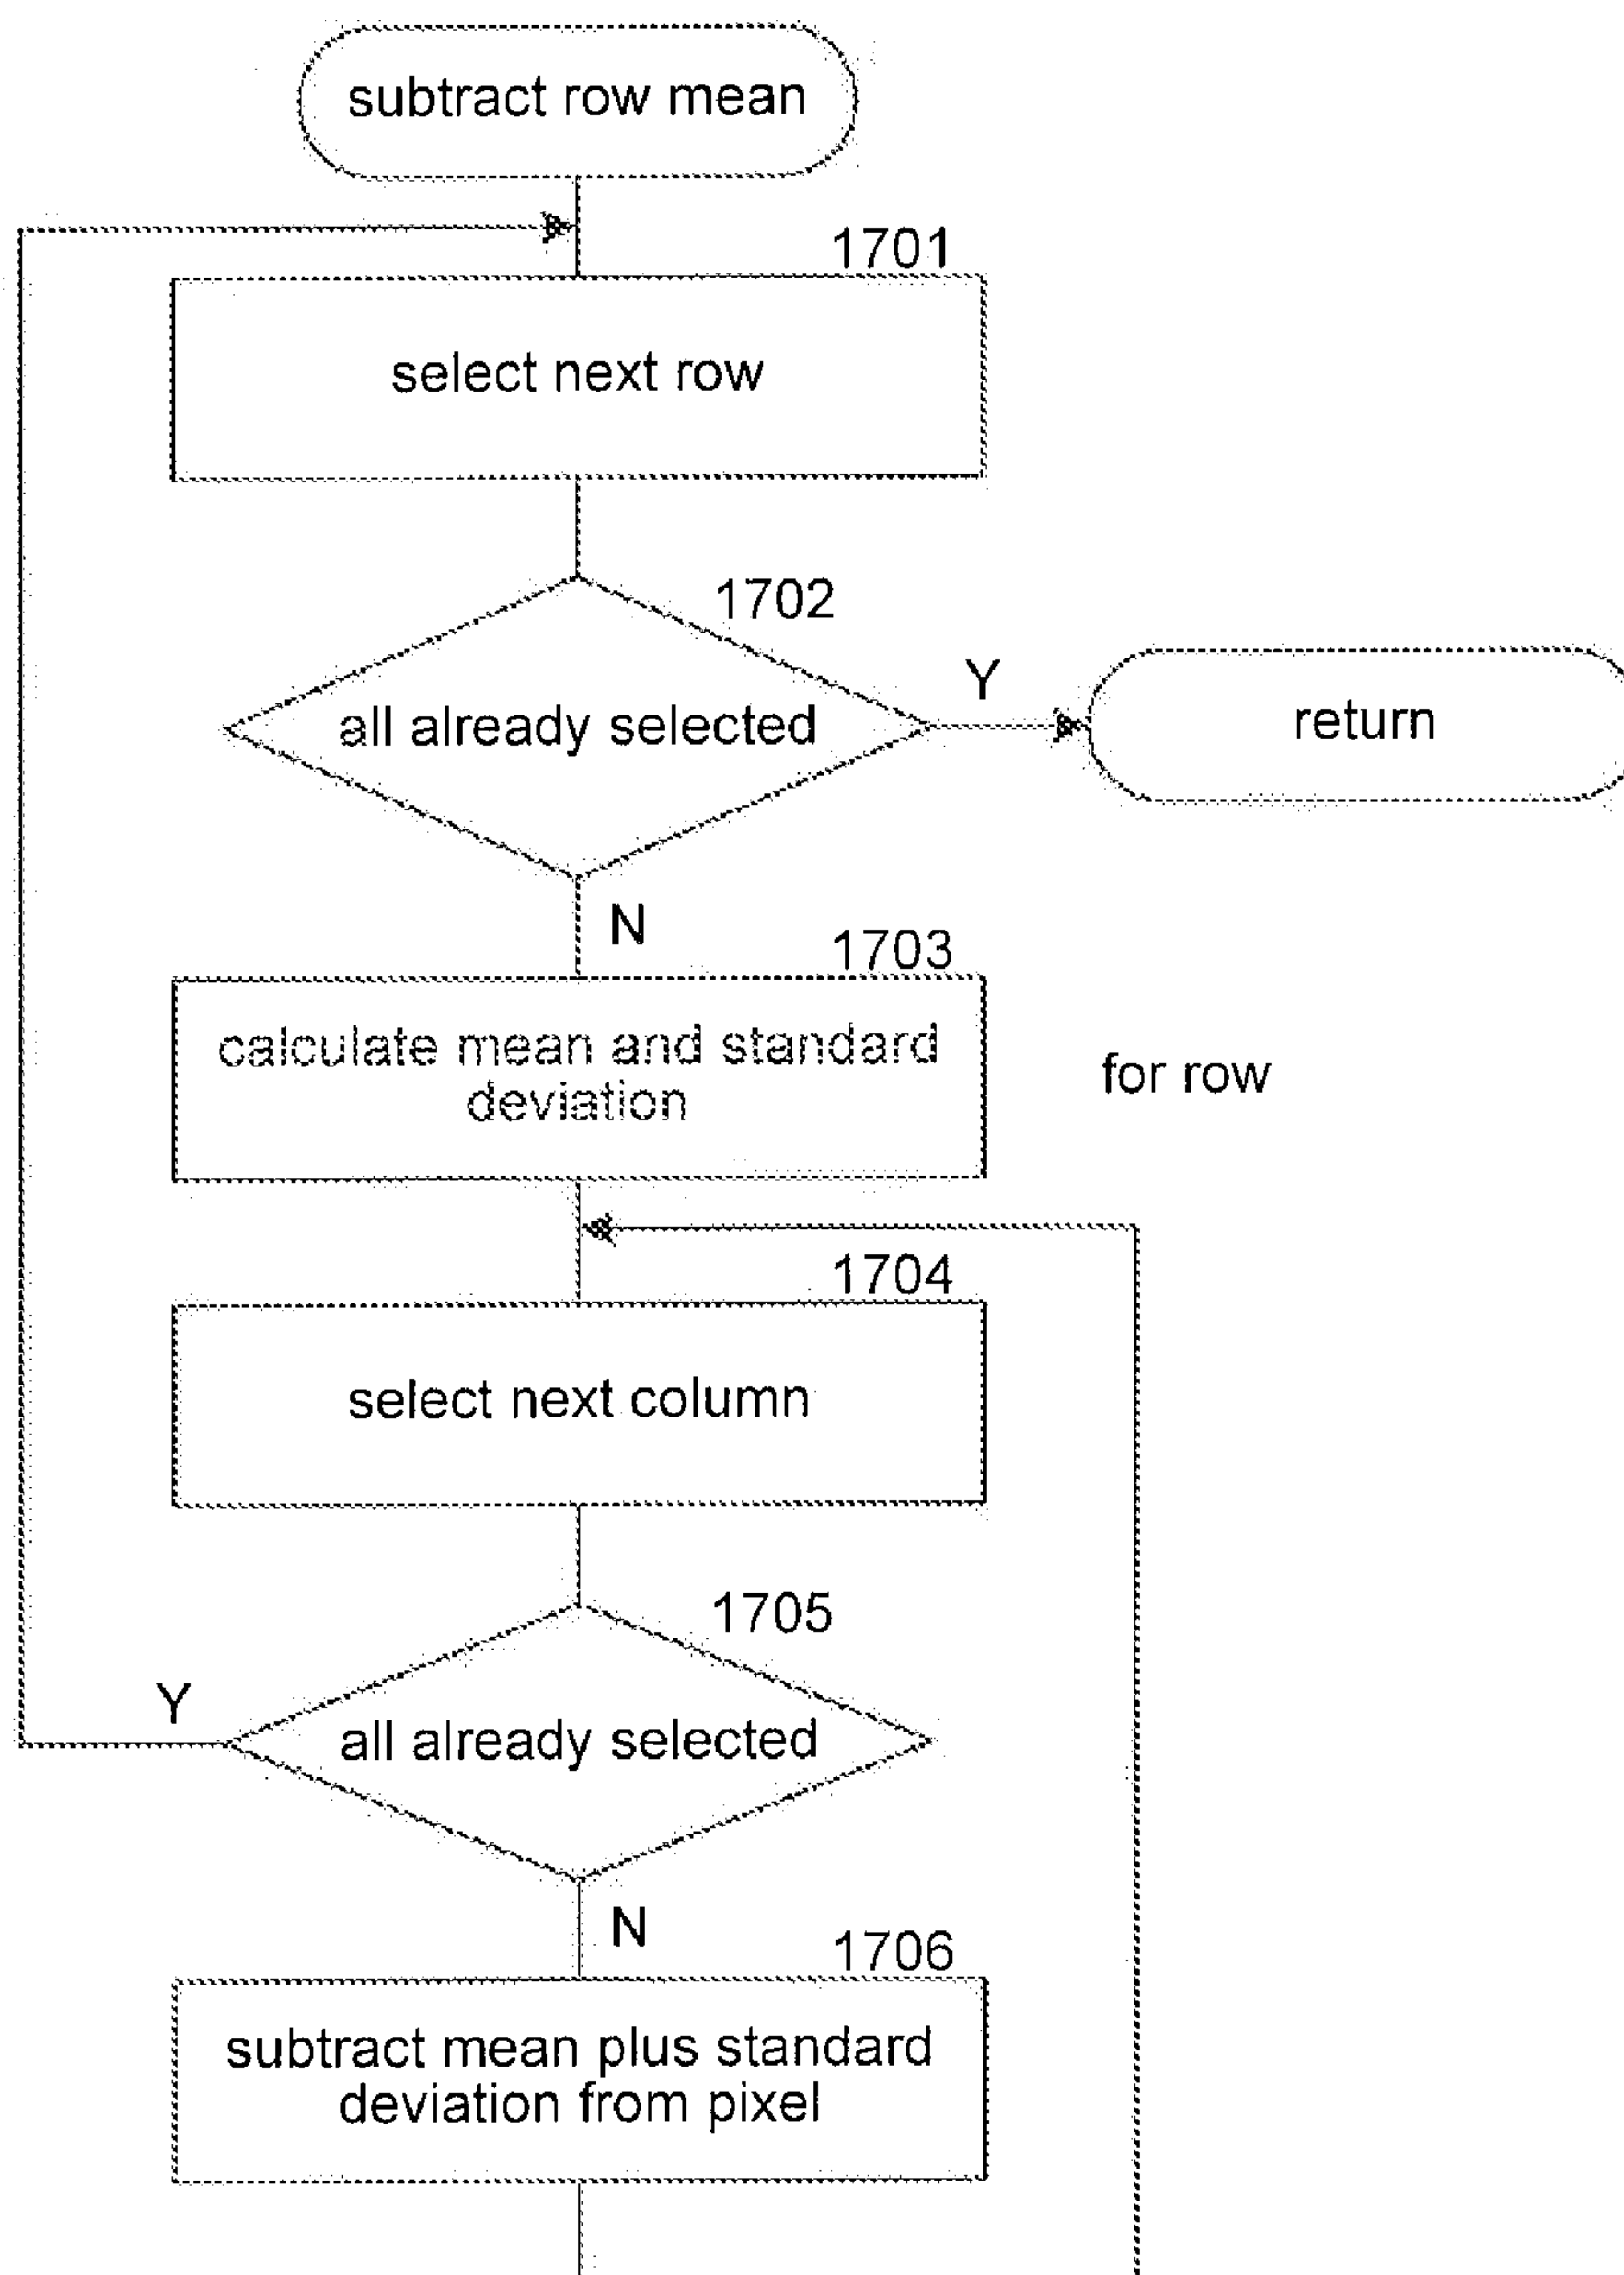 subtract row mean
1701
select next row
1702
all already selected
Y
return
N
1703
calculate mean and standard
deviation
for row
1704
select next column
1705
all already selected
Y
N
1706
subtract mean plus standard
deviation from pixel